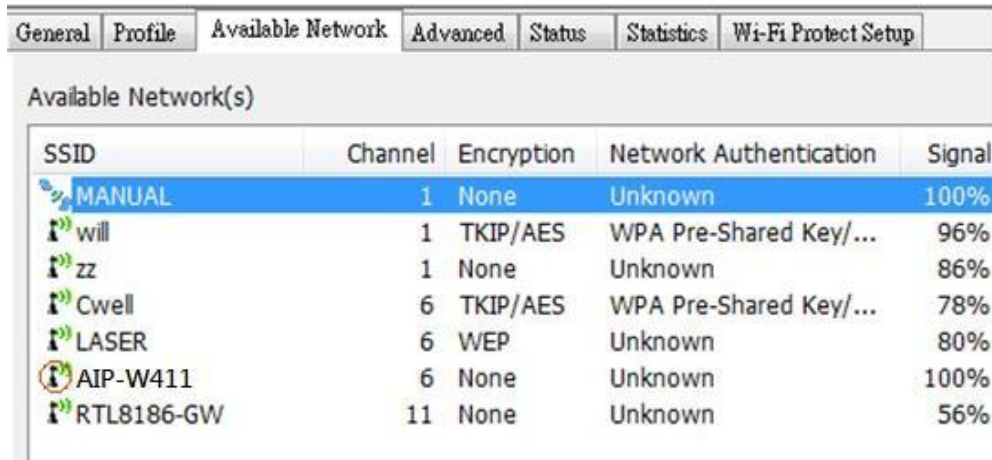 General Profile Available Network Advanced Status Statistics Wi-Fi Protect Setup
Available Network(s)
SSID Channel Encryption Network Authentication Signal
MANUAL 1 None Unknown 100%
will 1 TKIP/AES WPA Pre-Shared Key/... 96%
zz 1 None Unknown 86%
Cwell 6 TKIP/AES WPA Pre-Shared Key/... 78%
LASER 6 WEP Unknown 80%
AIP-W411 6 None Unknown 100%
RTL8186-GW 11 None Unknown 56%